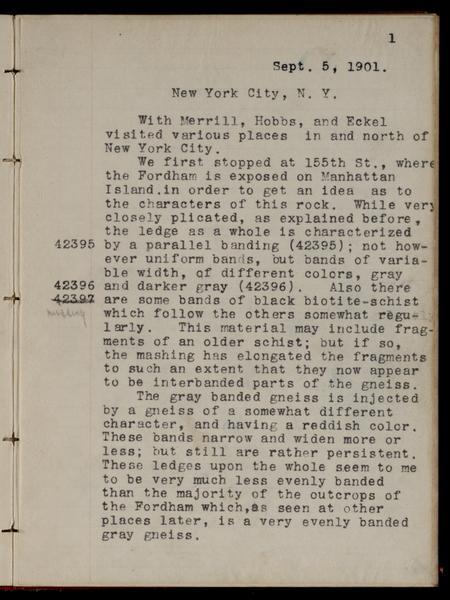 1
Sept. 5, 1901.
New York City, N. Y.
With Merrill, Hobbs, and Eckel
visited various places in and north of
New York City.
We first stopped at 155th St., where
the Fordham is exposed on Manhattan
Island.in order to get an idea as to
the characters of this rock. While very
closely plicated, as explained before,
the ledge as a whole is characterized
42395 by a parallel banding (42395); not how-
ever uniform bands, but bands of varia-
ble width, of different colors, gray
42396 and darker gray (42396). Also there
42397 are some bands of black biotite-schist
missing which follow the others somewhat regu-
larly. This material may include frag-
ments of an older schist; but if so,
the mashing has elongated the fragments
to such an extent that they now appear
to be interbanded parts of the gneiss.
The gray banded gneiss is injected
by a gneiss of a somewhat different
character, and having a reddish color.
These bands narrow and widen more or
less; but still are rather persistent.
These ledges upon the whole seem to me
to be very much less evenly banded
than the majority of the outcrops of
the Fordham which,as seen at other
places later, is a very evenly banded
gray gneiss.